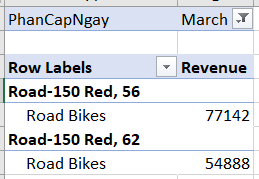 PhanCapNgay March
Row Labels Revenue
Road-150 Red, 56
Road Bikes 77142
Road-150 Red, 62
Road Bikes 54888